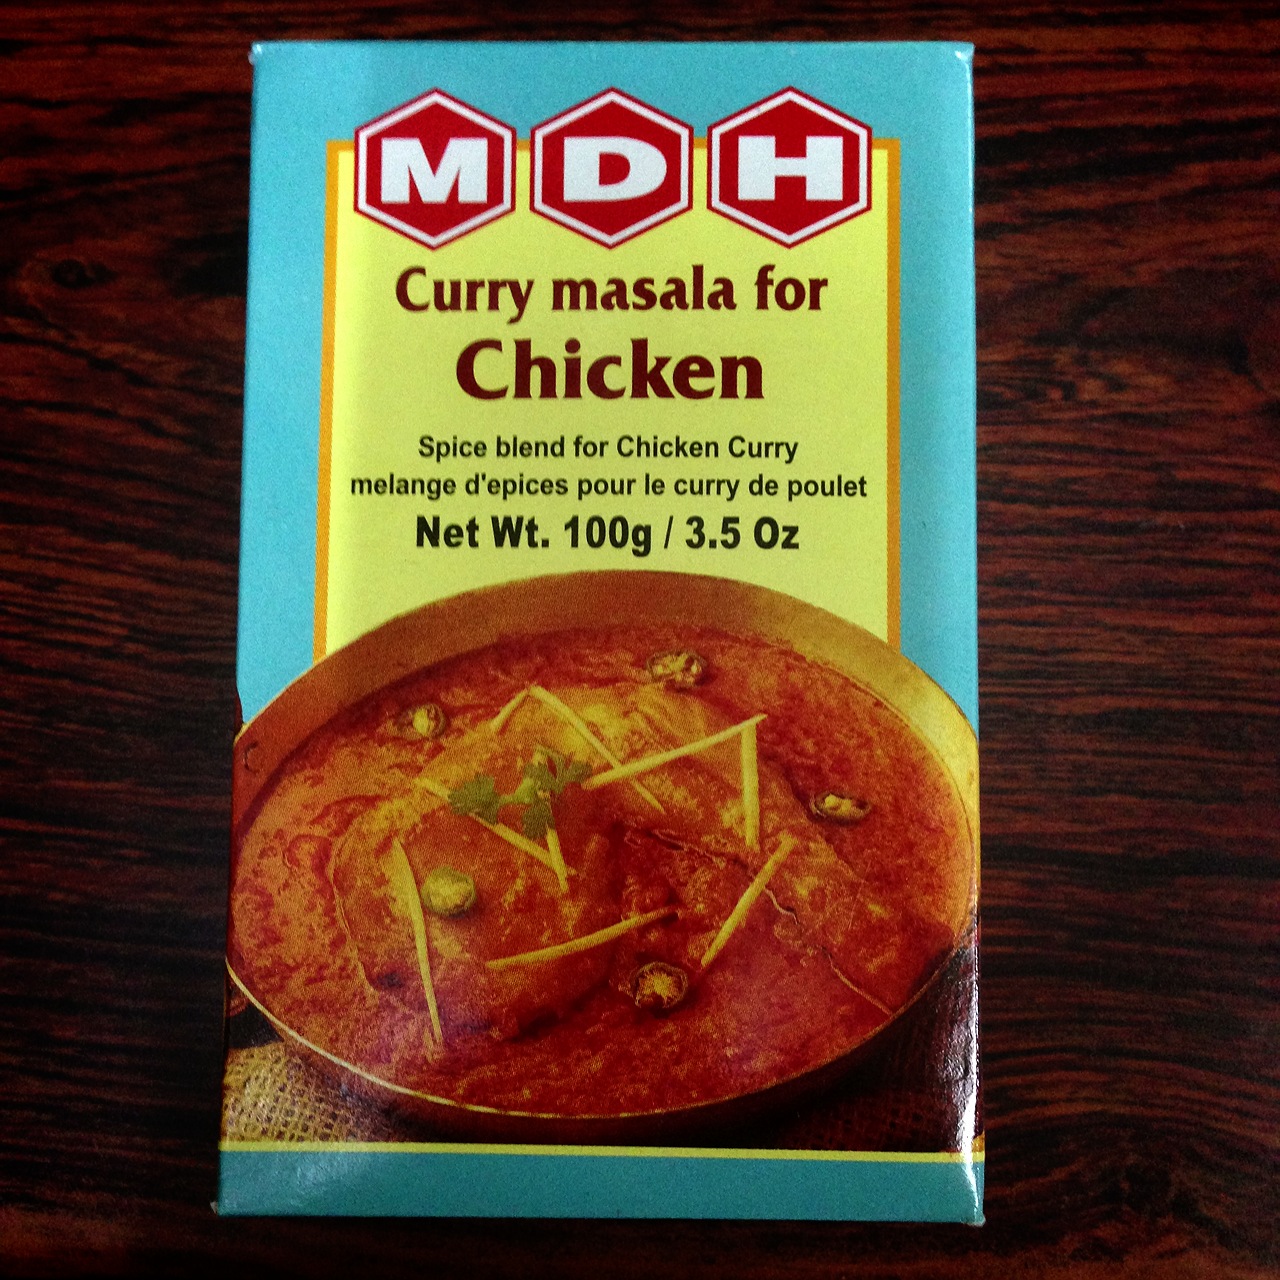 MDH
Curry masala for
Chicken
Spice blend for Chicken Curry
melange d'epices pour le curry de poulet
Net Wt. 100g / 3.5 Oz